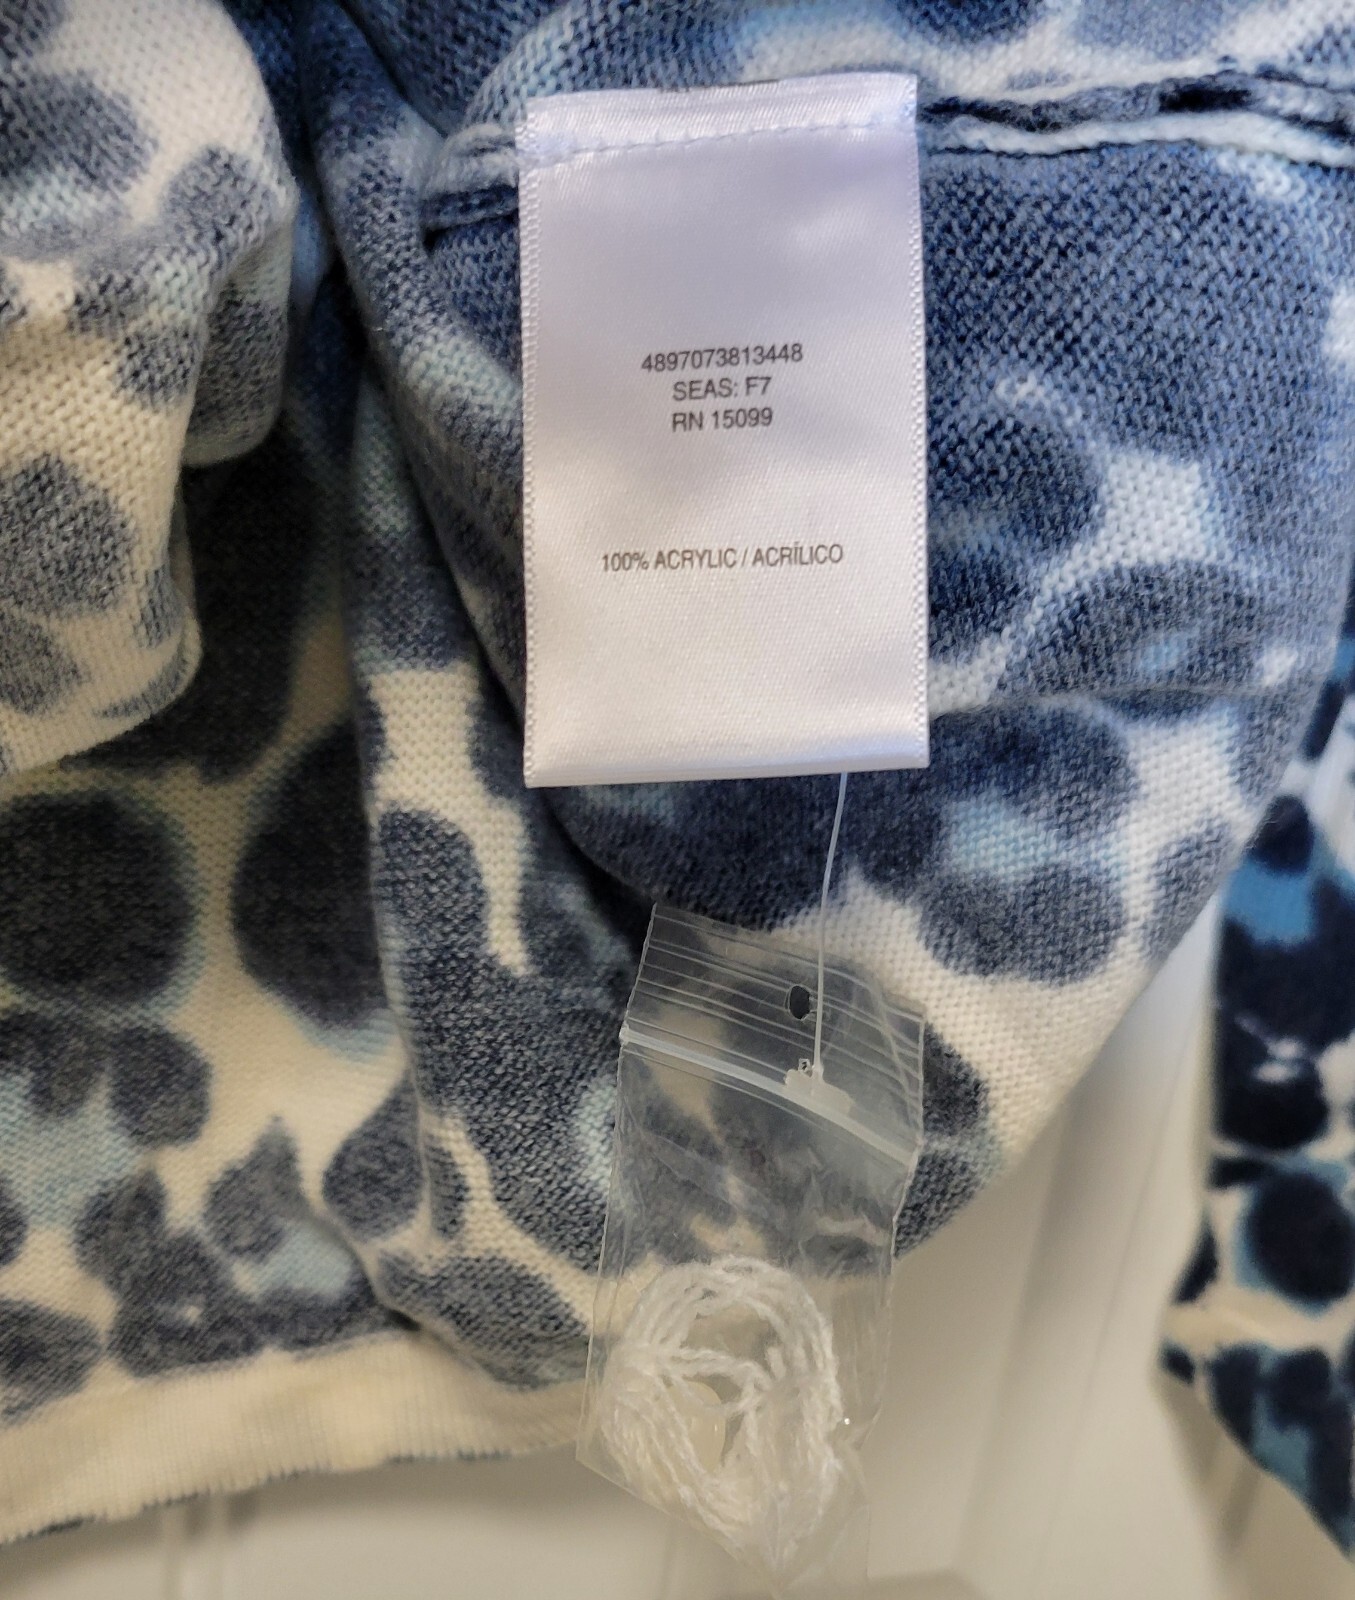 4897073813448
SEAS: F7
RN 15099
100% ACRYLIC / ACRÍLICO